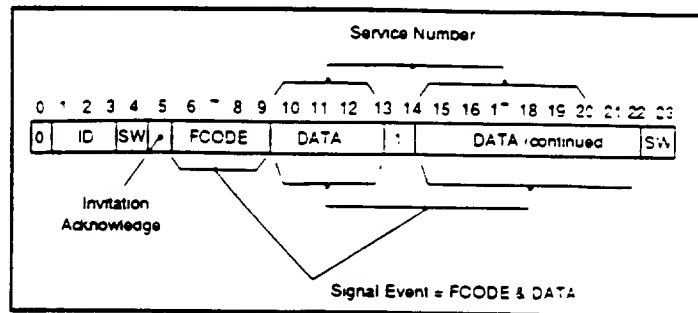 Service Number
0 1 2 3 4 5 6 8 9 10 11 12 13 14 15 16 18 19 20 21 22
0 ID SW FCODE DATA 1 DATA continued SW
Invitation
Acknowledge
Signal Event = FCODE & DATA